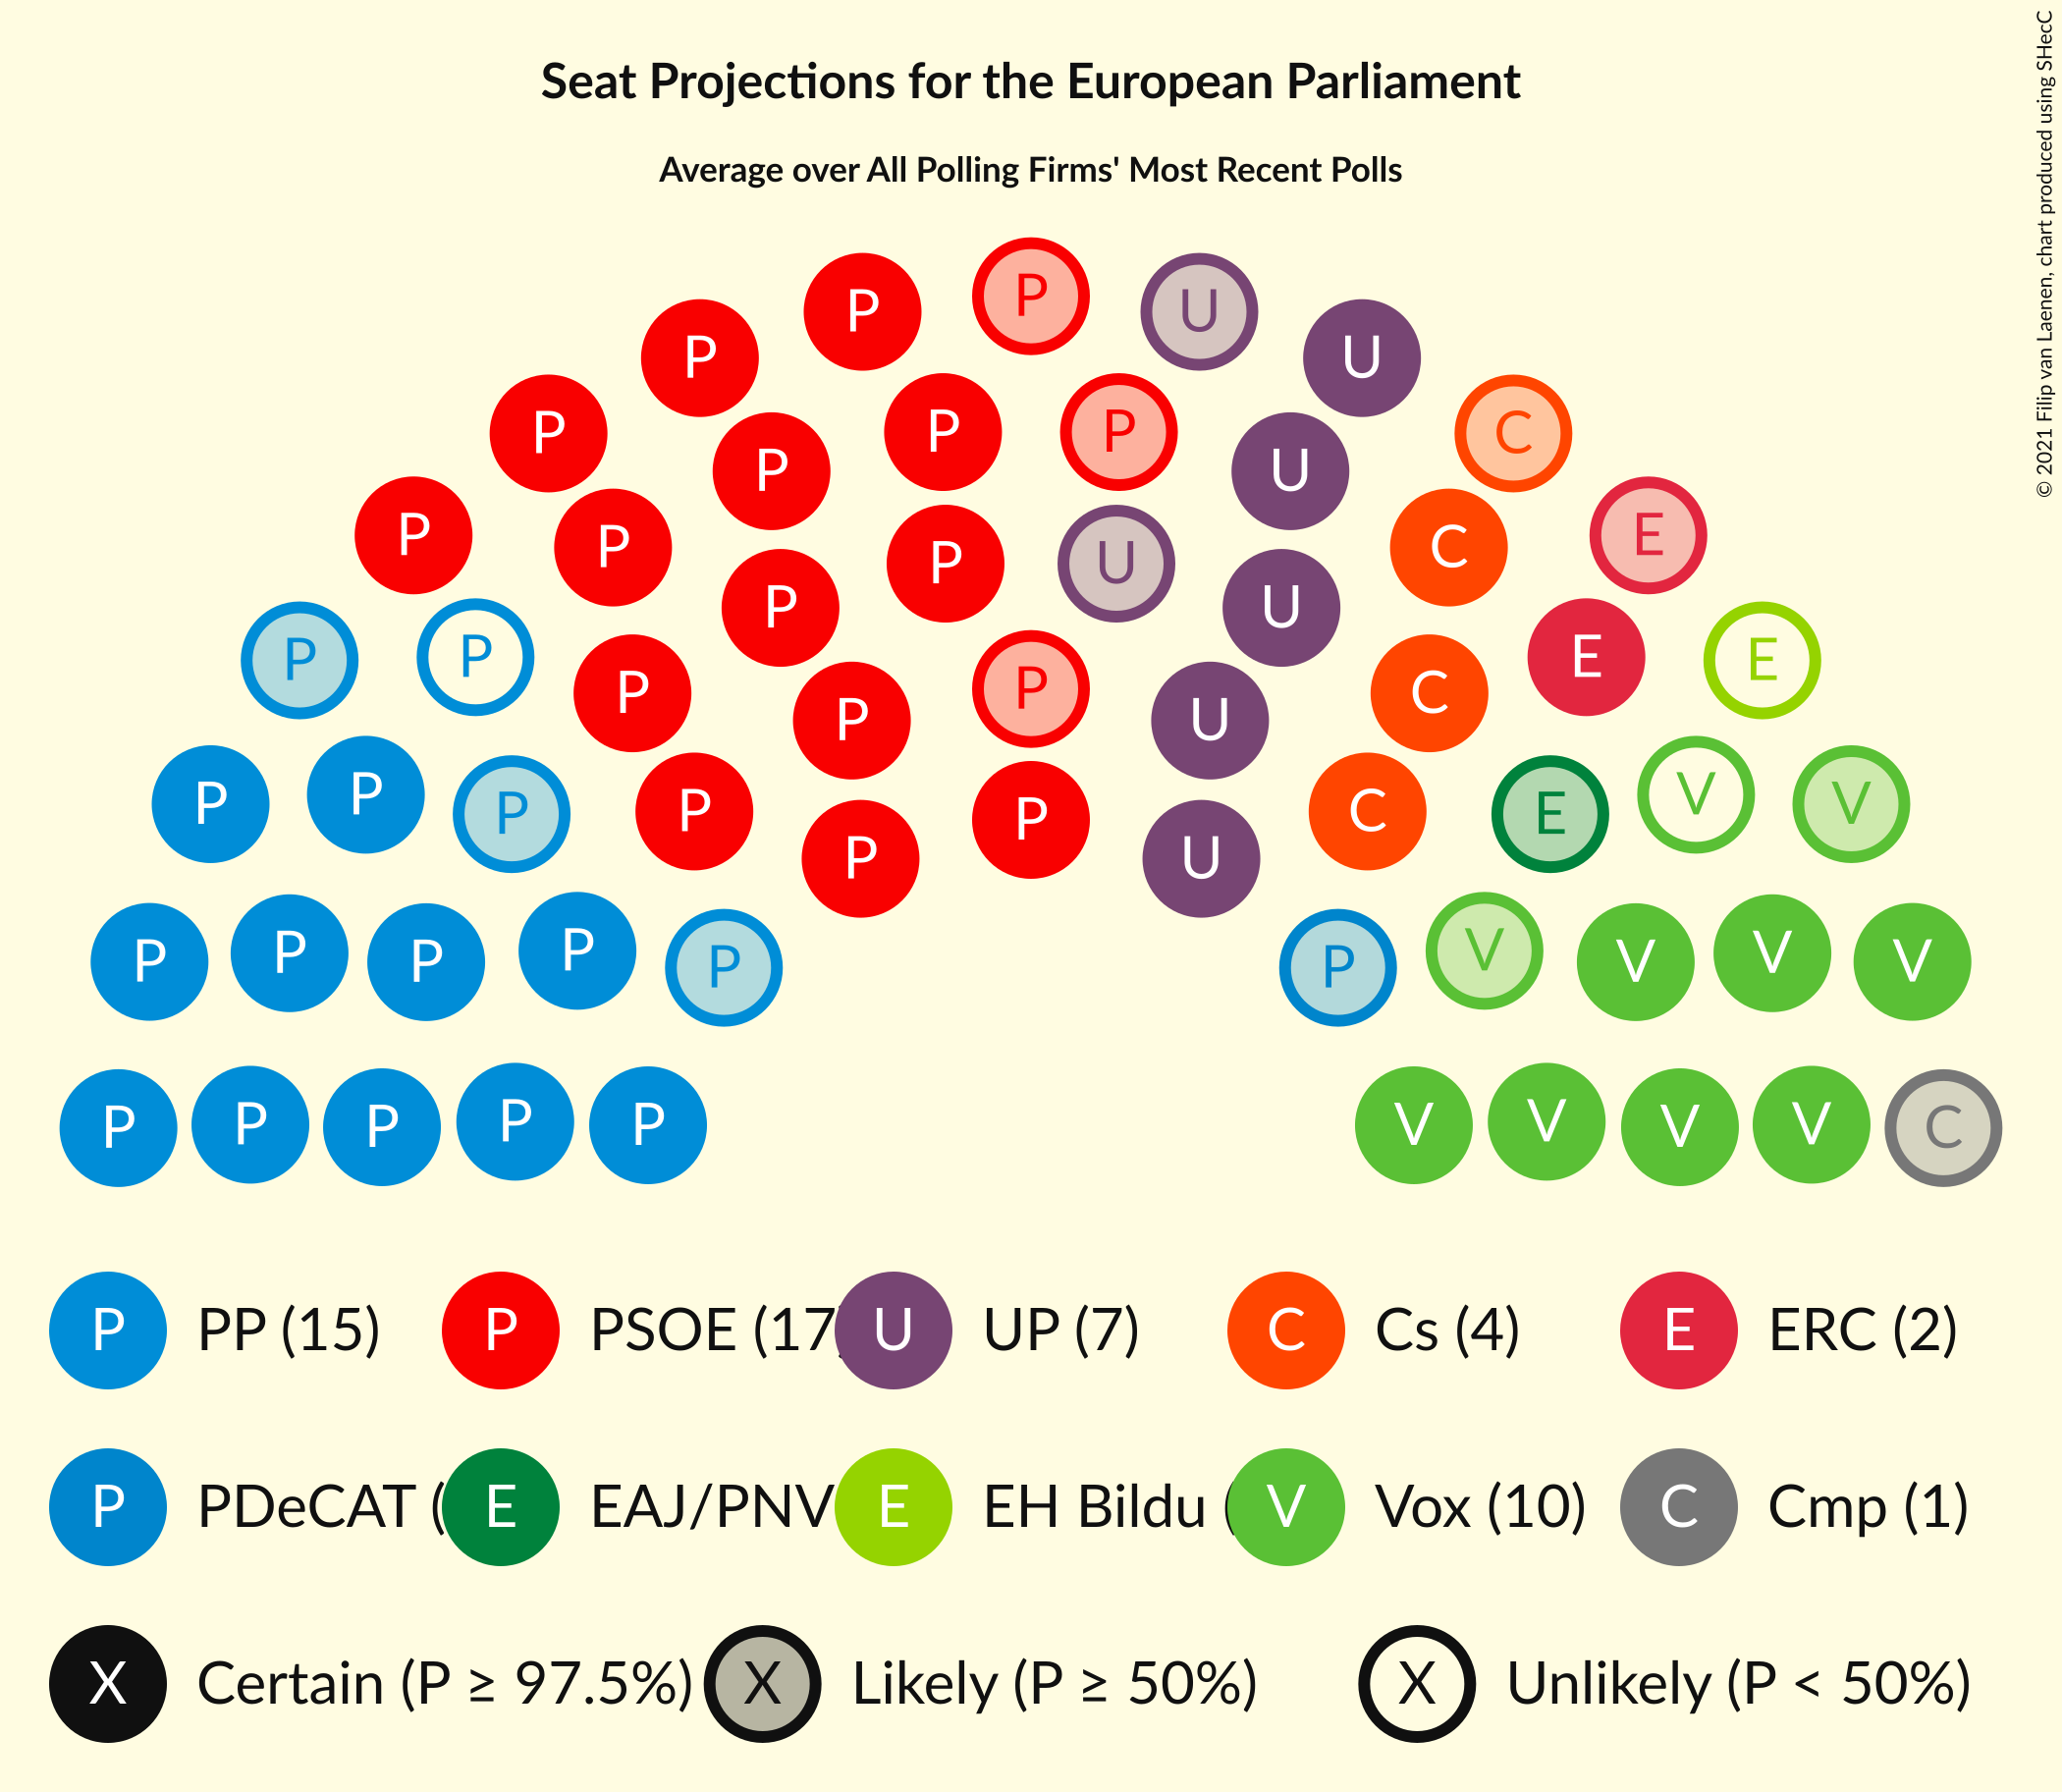 Seat Projections for the European Parliament
Average over All Polling Firms' Most Recent Polls
© 2021 Filip van Laenen, chart produced using SHecC
P P U
P U
P P P C
P U
P P P U C E
P U
P P E E
P P P U C
P P P P P C E V V
P U
P P P P P P V V V V
P P P P P V V V V C
P PP (15) P PSOE (17 U UP (7) C Cs (4) E ERC (2)
P PDeCAT ( E EAJ/PNV E EH Bildu ( V Vox (10) C Cmp (1)
X Certain (P ≥ 97.5%) X Likely (P ≥ 50%) X Unlikely (P < 50%)